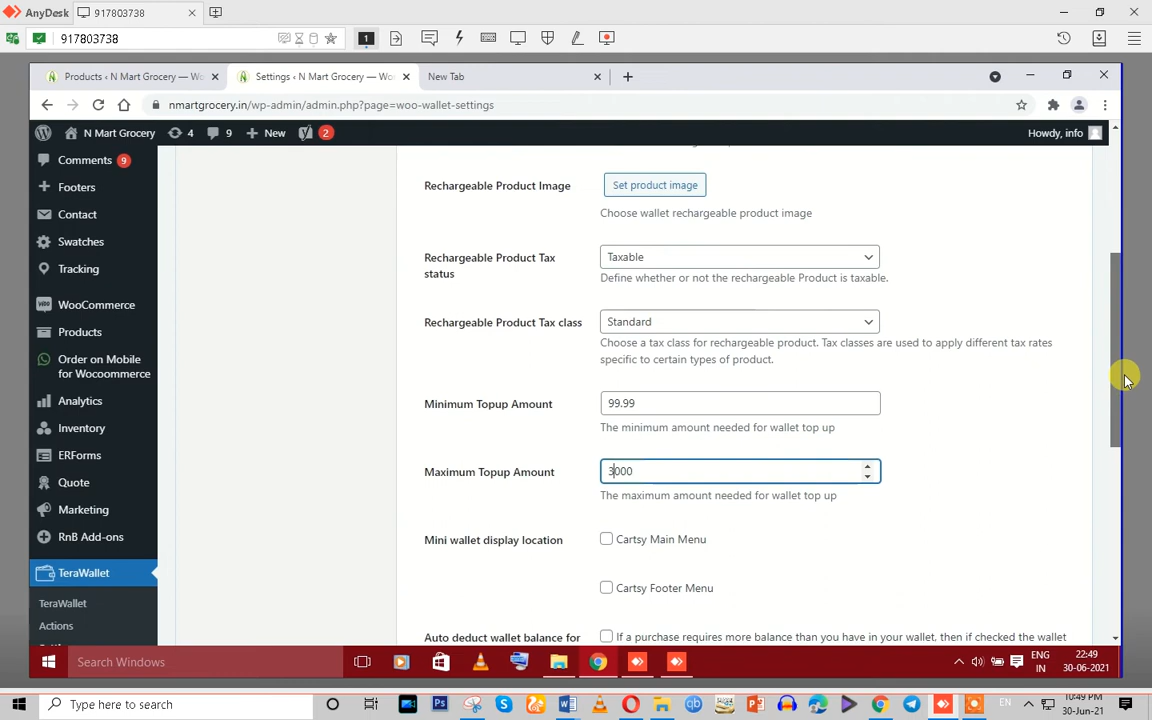 AnyDesk
917803738
917803738
1
Products ‹ N Mart Grocery — Wo
Settings ‹ N Mart Grocery — Wo
New Tab
nmartgrocery.in/wp-admin/admin.php?page=woo-wallet-settings
N Mart Grocery
4
9
New
2
Howdy, info
Comments 9
Footers
Contact
Swatches
Tracking
WooCommerce
Products
Order on Mobile
for Wocoommerce
Analytics
Inventory
ERForms
Quote
Marketing
RnB Add-ons
TeraWallet
TeraWallet
Actions
Rechargeable Product Image
Set product image
Choose wallet rechargeable product image
Rechargeable Product Tax
status
Taxable
Define whether or not the rechargeable Product is taxable.
Rechargeable Product Tax class
Standard
Choose a tax class for rechargeable product. Tax classes are used to apply different tax rates
specific to certain types of product.
Minimum Topup Amount
99.99
The minimum amount needed for wallet top up
Maximum Topup Amount
3000
The maximum amount needed for wallet top up
Mini wallet display location
Cartsy Main Menu
Cartsy Footer Menu
Auto deduct wallet balance for
If a purchase requires more balance than you have in your wallet, then if checked the wallet
Search Windows
ENG
IN
22:49
30-06-2021
Type here to search
EN
10:49 PM
30-Jun-21